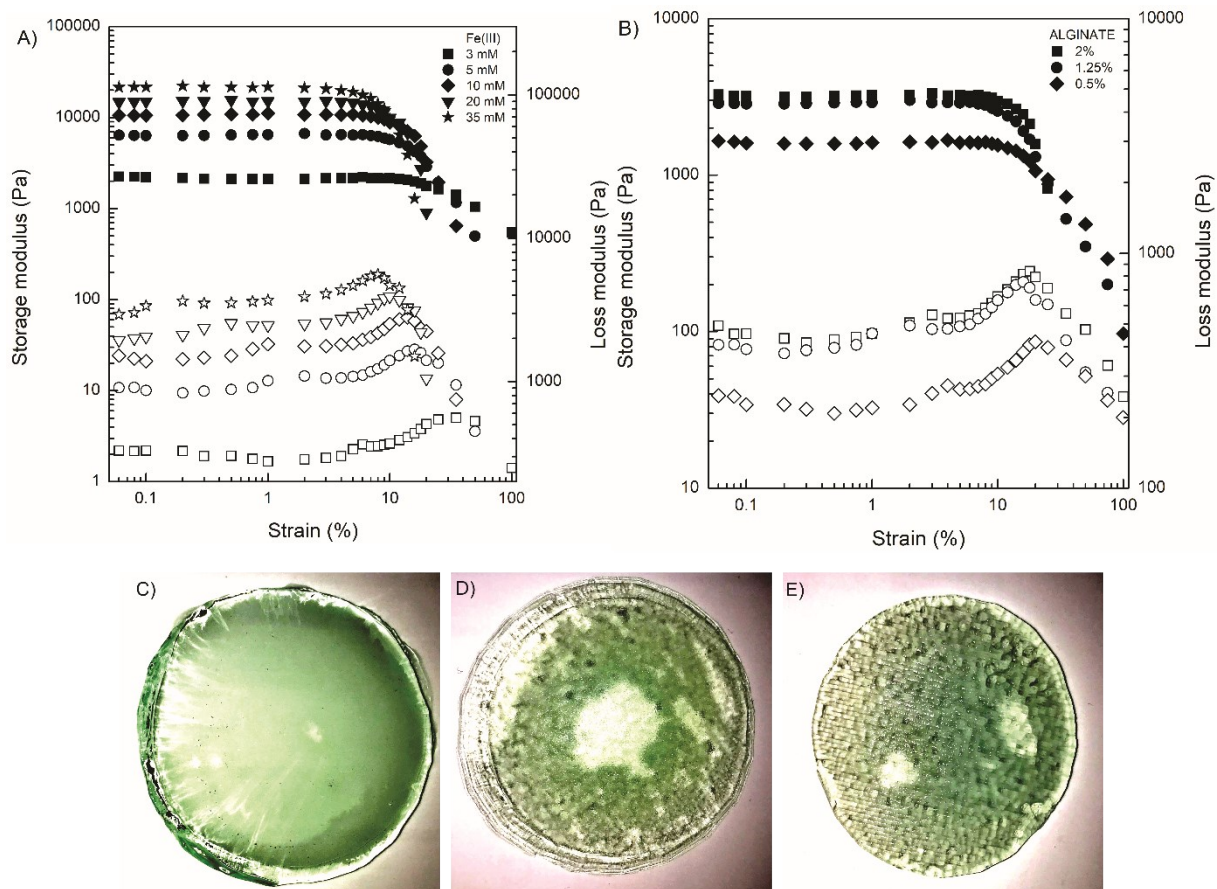 A)
Fe(III)
3 mM
5 mM
10 mM
20 mM
35 mM
100000
10000
1000
100
10
1
Storage modulus (Pa)
100000
10000
1000
Loss modulus (Pa)
0.1
1
10
100
Strain (%)
B)
ALGINATE
2%
1.25%
0.5%
10000
1000
100
10
Storage modulus (Pa)
10000
1000
100
Loss modulus (Pa)
0.1
1
10
100
Strain (%)
C)
D)
E)